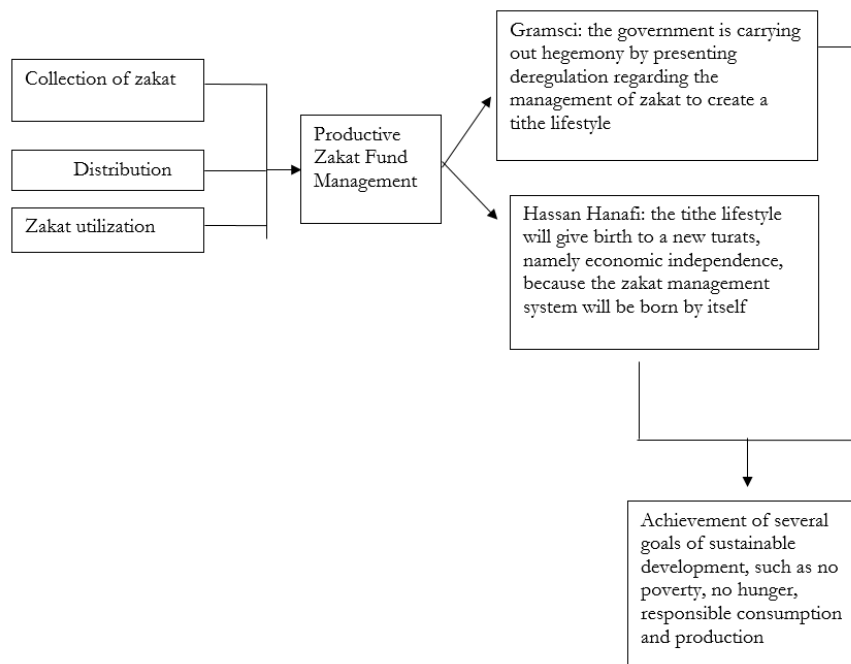 Collection of zakat
Distribution
Zakat utilization
Productive
Zakat Fund
Management
Gramsci: the government is carrying
out hegemony by presenting
deregulation regarding the
management of zakat to create a
tithe lifestyle
Hassan Hanafi: the tithe lifestyle
will give birth to a new turats,
namely economic independence,
because the zakat management
system will be born by itself
Achievement of several
goals of sustainable
development, such as no
poverty, no hunger,
responsible consumption
and production